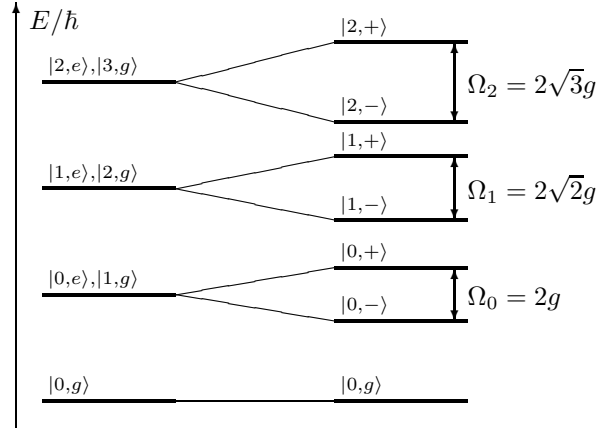 E/ℏ
|2,+⟩
|2,e⟩,|3,g⟩
Ω₂ = 2√3g
|2,−⟩
|1,+⟩
|1,e⟩,|2,g⟩
Ω₁ = 2√2g
|1,−⟩
|0,+⟩
|0,e⟩,|1,g⟩
Ω₀ = 2g
|0,−⟩
|0,g⟩ |0,g⟩